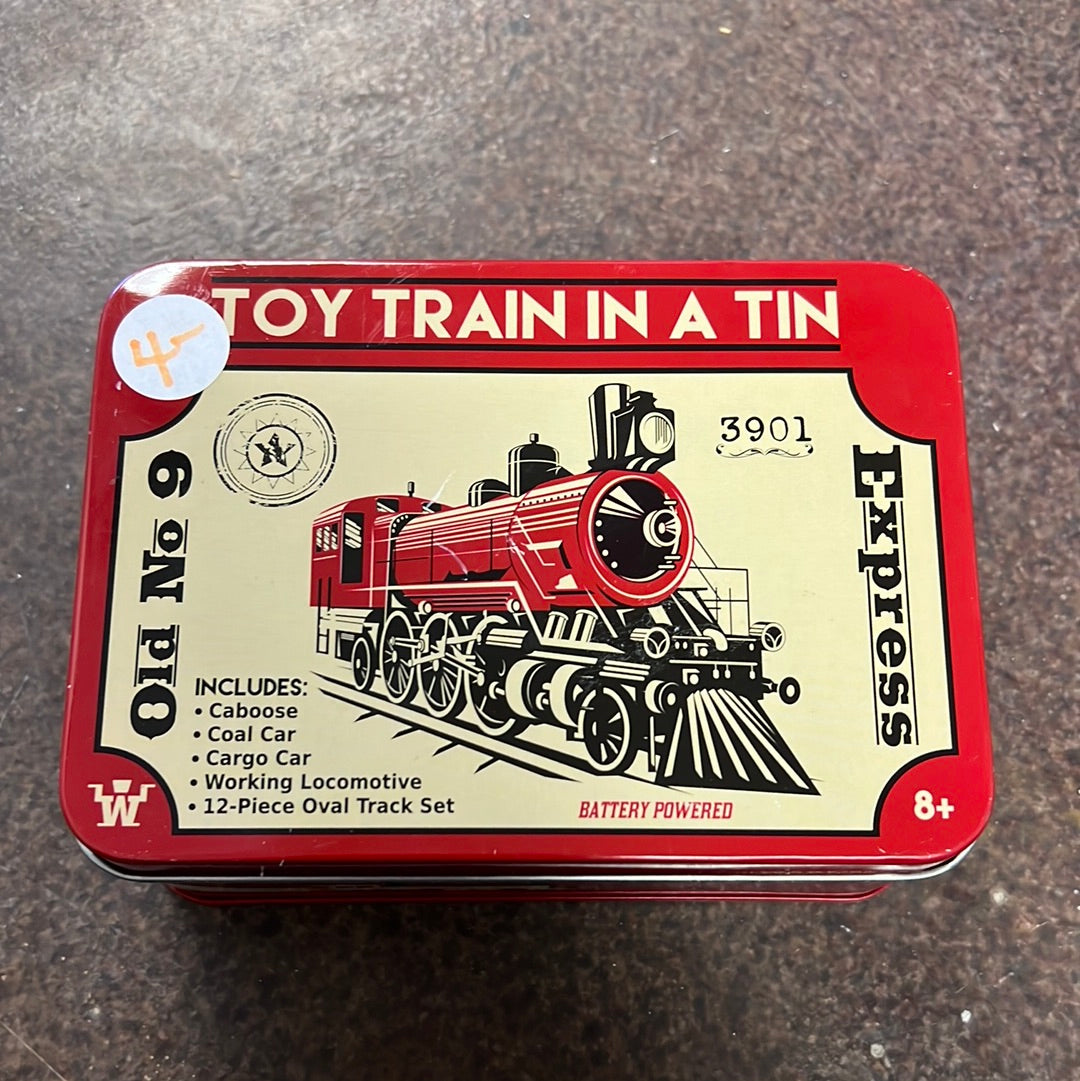 TOY TRAIN IN A TIN
4
3901
Old No 9
Express
INCLUDES:
• Caboose
• Coal Car
• Cargo Car
• Working Locomotive
• 12-Piece Oval Track Set
BATTERY POWERED
W
8+